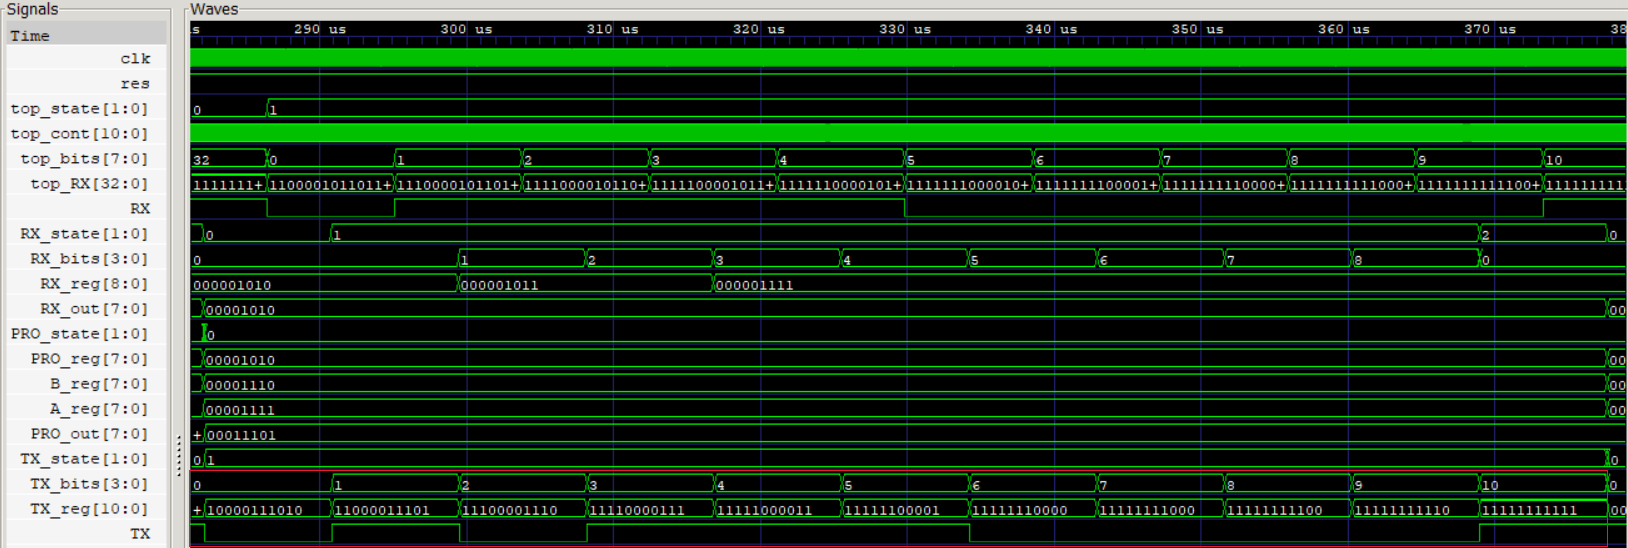 Signals Waves
Time s 290 us 300 us 310 us 320 us 330 us 340 us 350 us 360 us 370 us 38
clk
res
top_state[1:0] 0 1
top_cont[10:0]
top_bits[7:0] 32 0 1 2 3 4 5 6 7 8 9 10
top_RX[32:0] 1111111+ 1100001011011+ 1110000101101+ 1111000010110+ 1111100001011+ 1111110000101+ 1111111000010+ 1111111100001+ 1111111110000+ 1111111111000+ 1111111111100+ 111111111
RX
RX_state[1:0] 0 1 2 0
RX_bits[3:0] 0 1 2 3 4 5 6 7 8 0
RX_reg[8:0] 000001010 000001011 000001111
RX_out[7:0] 00001010 00
PRO_state[1:0] 0
PRO_reg[7:0] 00001010 00
B_reg[7:0] 00001110 00
A_reg[7:0] 00001111 00
PRO_out[7:0] + 00011101
TX_state[1:0] 0 1 0
TX_bits[3:0] 0 1 2 3 4 5 6 7 8 9 10 0
TX_reg[10:0] + 10000111010 11000011101 11100001110 11110000111 11111000011 11111100001 11111110000 11111111000 11111111100 11111111110 11111111111 00
TX